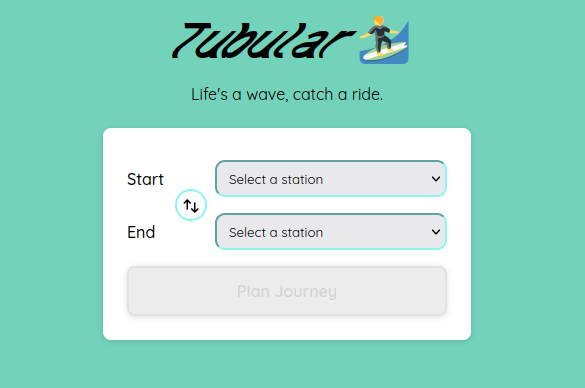 Tubular
Life's a wave, catch a ride.
Start
Select a station
End
Select a station
Plan Journey